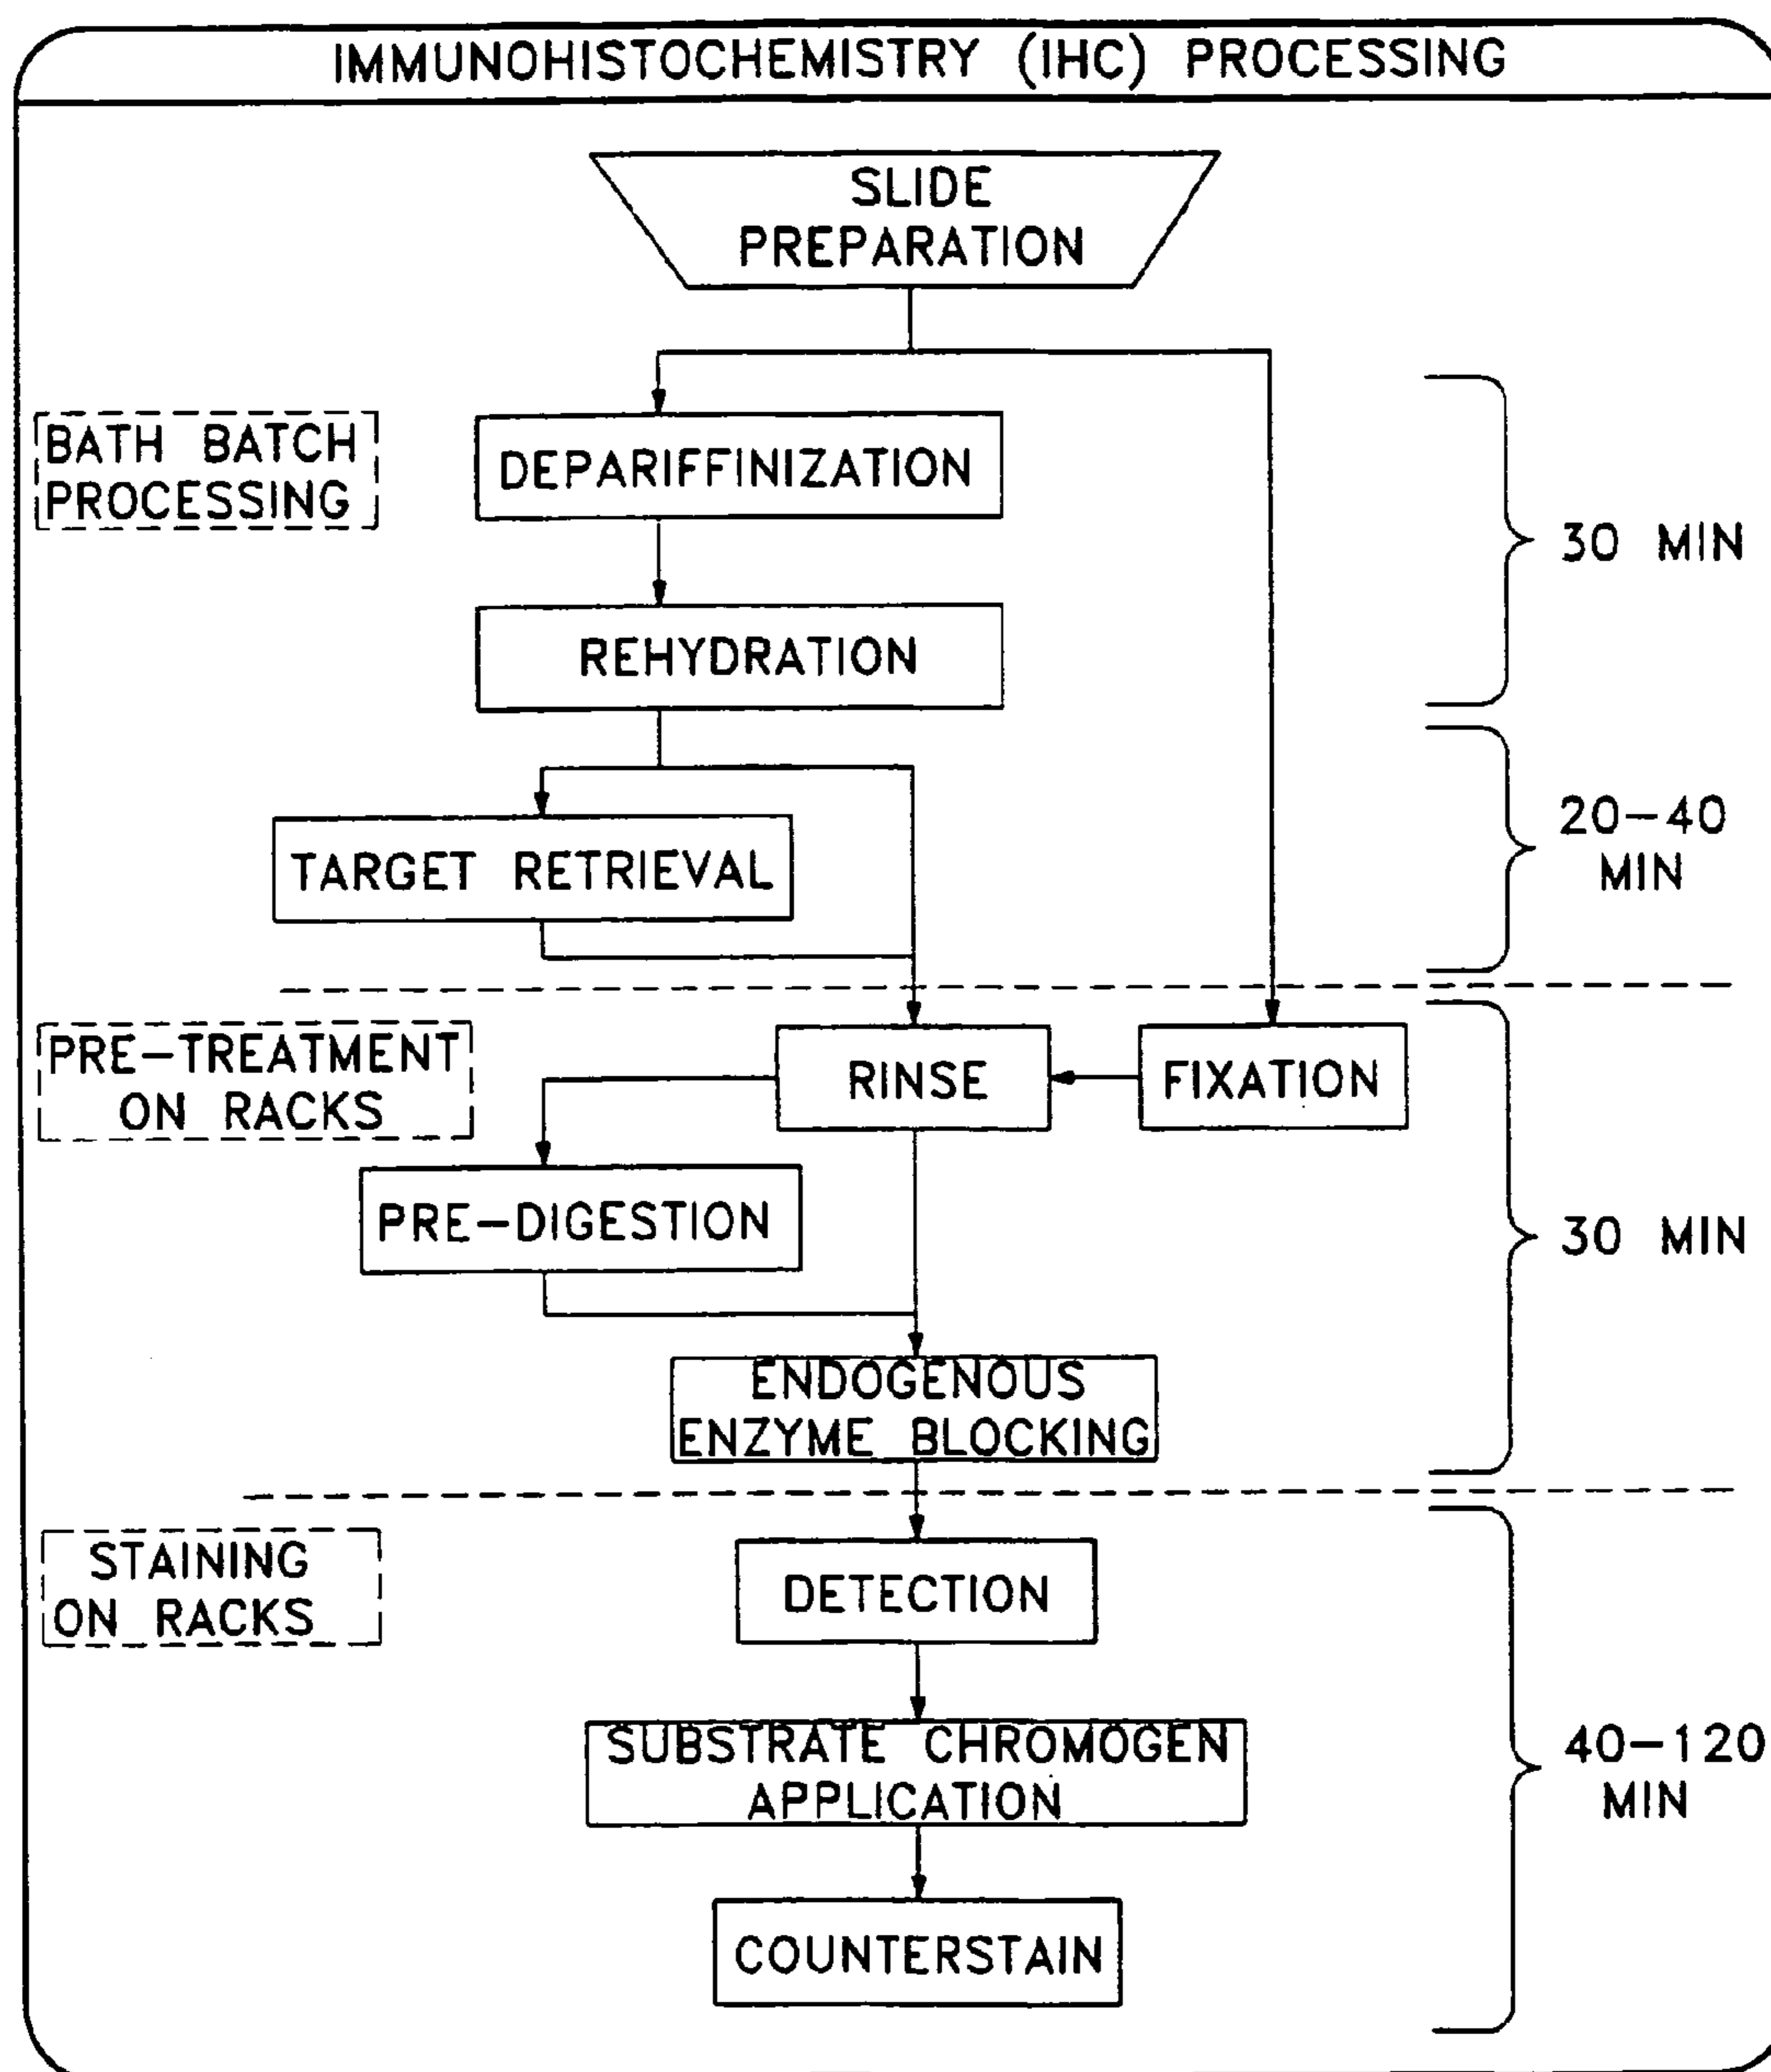 IMMUNOHISTOCHEMISTRY (IHC) PROCESSING
SLIDE
PREPARATION
BATH BATCH
PROCESSING
DEPARIFFINIZATION
30 MIN
REHYDRATION
20-40
MIN
TARGET RETRIEVAL
PRE-TREATMENT
ON RACKS
RINSE
FIXATION
PRE-DIGESTION
30 MIN
ENDOGENOUS
ENZYME BLOCKING
STAINING
ON RACKS
DETECTION
SUBSTRATE CHROMOGEN
APPLICATION
40-120
MIN
COUNTERSTAIN